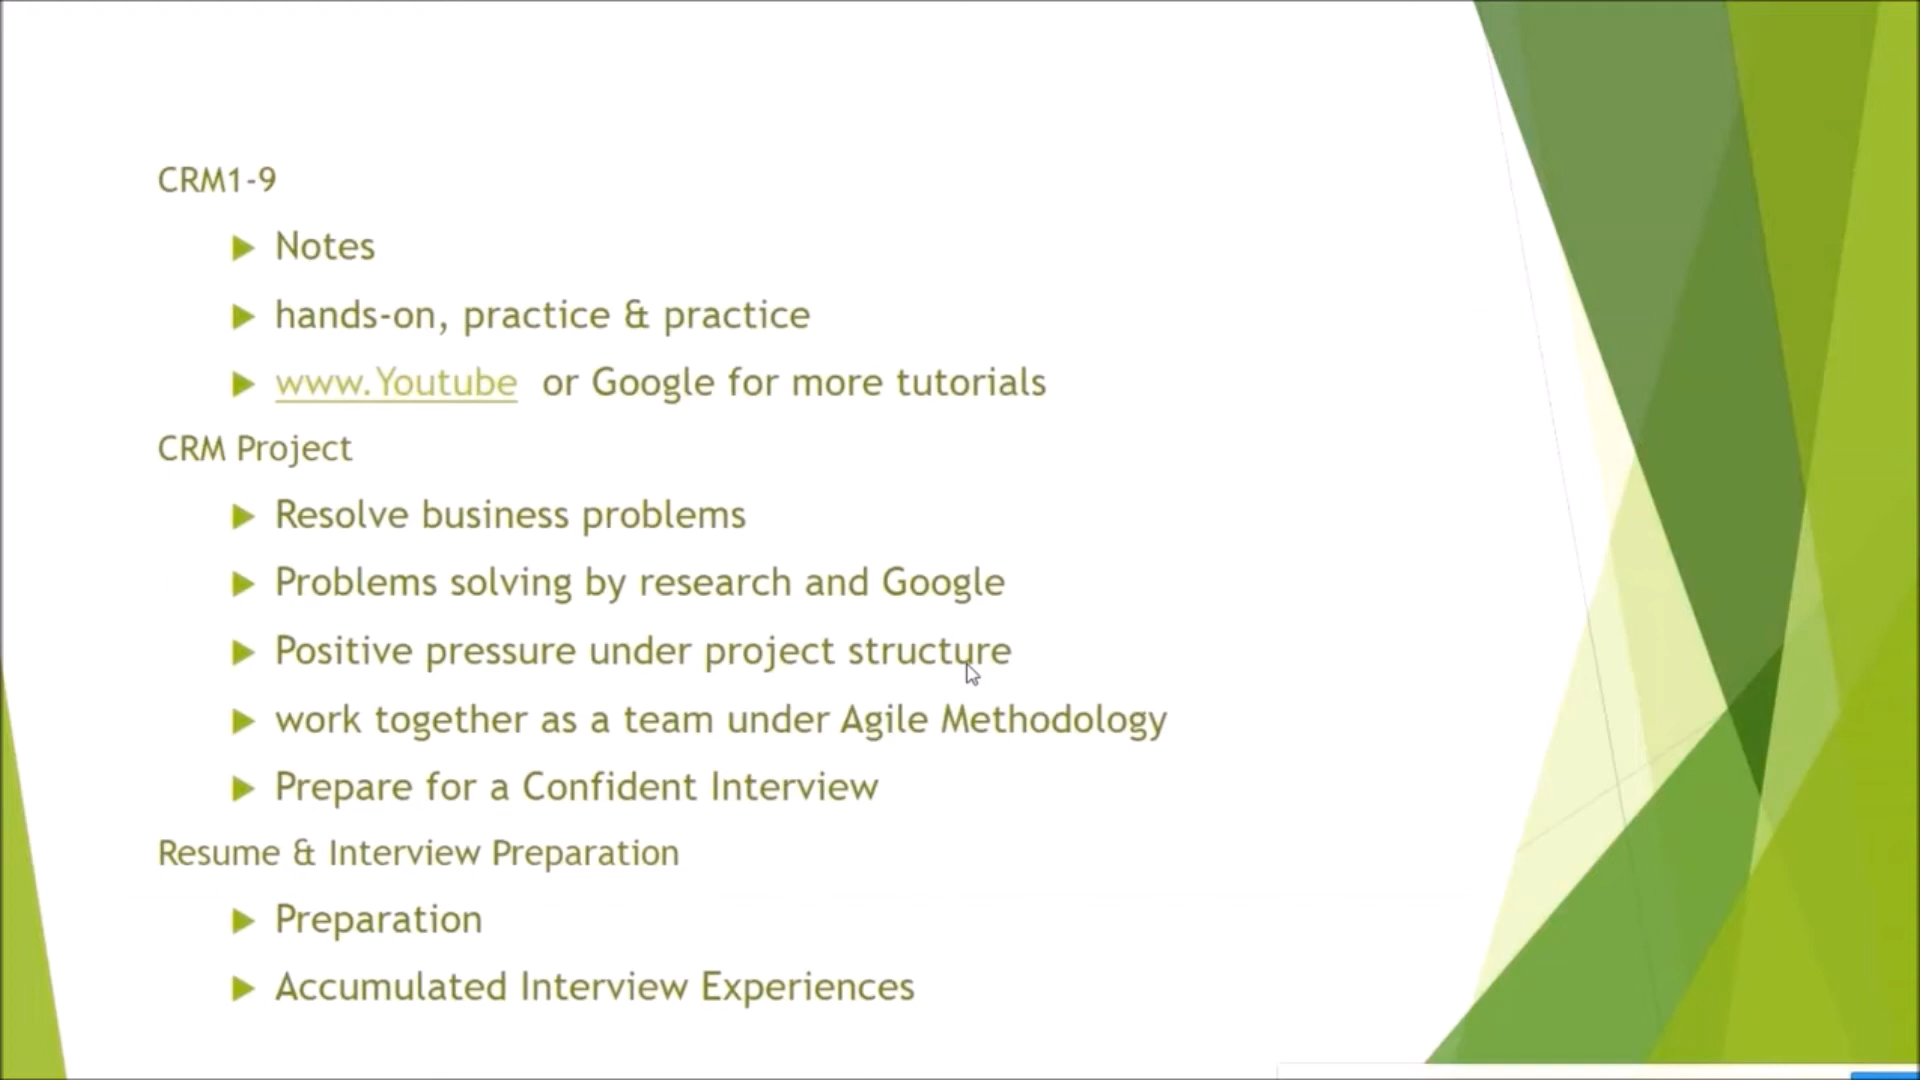 CRM1-9
Notes
hands-on, practice & practice
www.Youtube or Google for more tutorials
CRM Project
Resolve business problems
Problems solving by research and Google
Positive pressure under project structure
work together as a team under Agile Methodology
Prepare for a Confident Interview
Resume & Interview Preparation
Preparation
Accumulated Interview Experiences